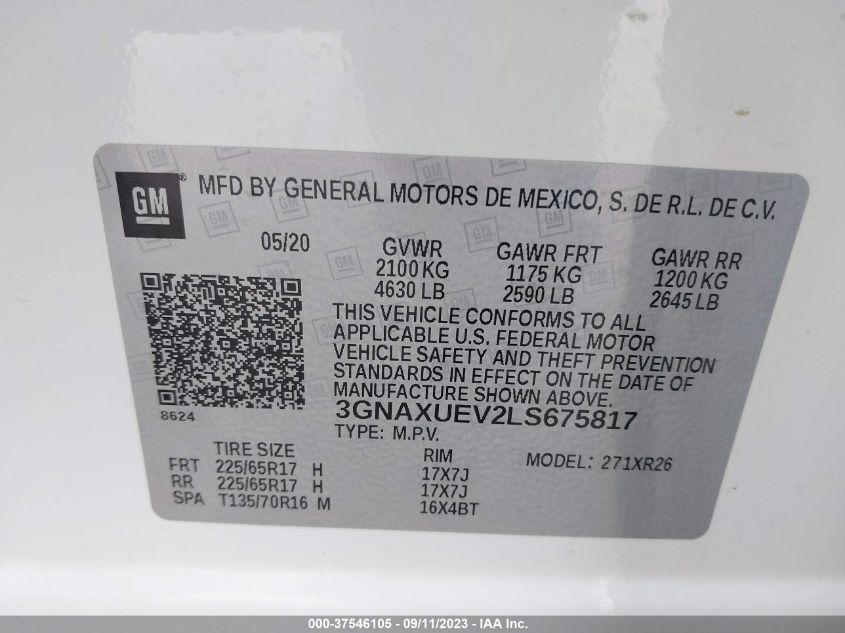 GM® MFD BY GENERAL MOTORS DE MEXICO, S. DE R.L. DE C.V.
05/20 GVWR GAWR FRT GAWR RR
2100 KG 1175 KG 1200 KG
4630 LB 2590 LB 2645 LB
THIS VEHICLE CONFORMS TO ALL
APPLICABLE U.S. FEDERAL MOTOR
VEHICLE SAFETY AND THEFT PREVENTION
STANDARDS IN EFFECT ON THE DATE OF
MANUFACTURE SHOWN ABOVE.
8624 3GNAXUEV2LS675817
TYPE: M.P.V.
TIRE SIZE RIM MODEL: 271XR26
FRT 225/65R17 H 17X7J
RR 225/65R17 H 17X7J
SPA T135/70R16 M 16X4BT
000-37546105 - 09/11/2023 - IAA Inc.